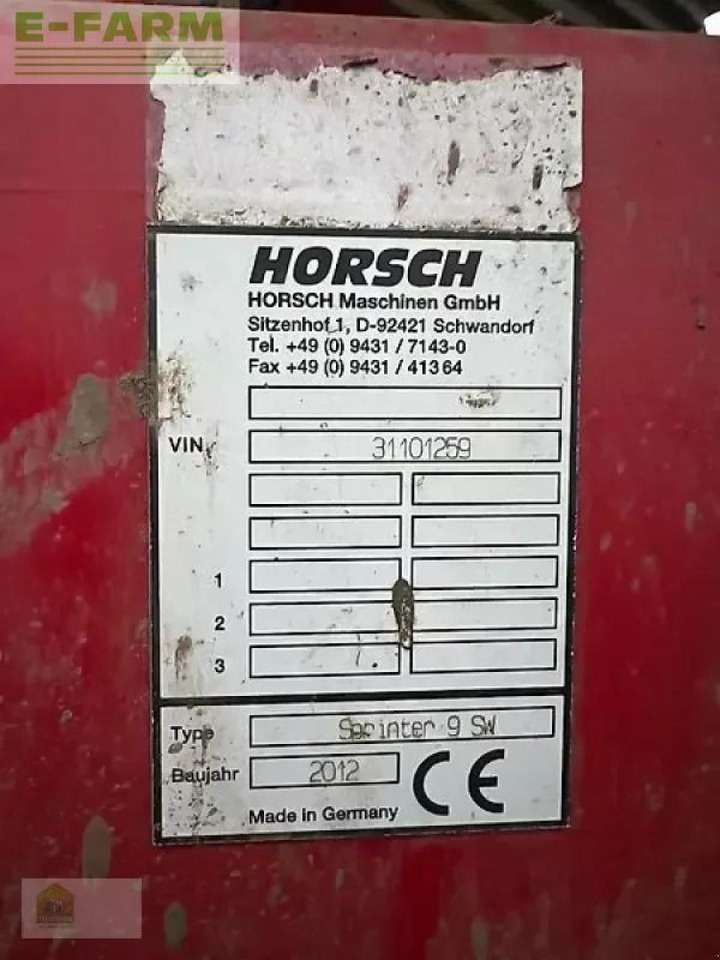 E-FARM
HORSCH
HORSCH Maschinen GmbH
Sitzenhof 1, D-92421 Schwandorf
Tel. +49 (0) 9431 / 7143-0
Fax +49 (0) 9431 / 413 64
VIN 31101259
1
2
3
Type Sprinter 9 SW
Baujahr 2012 CE
Made in Germany